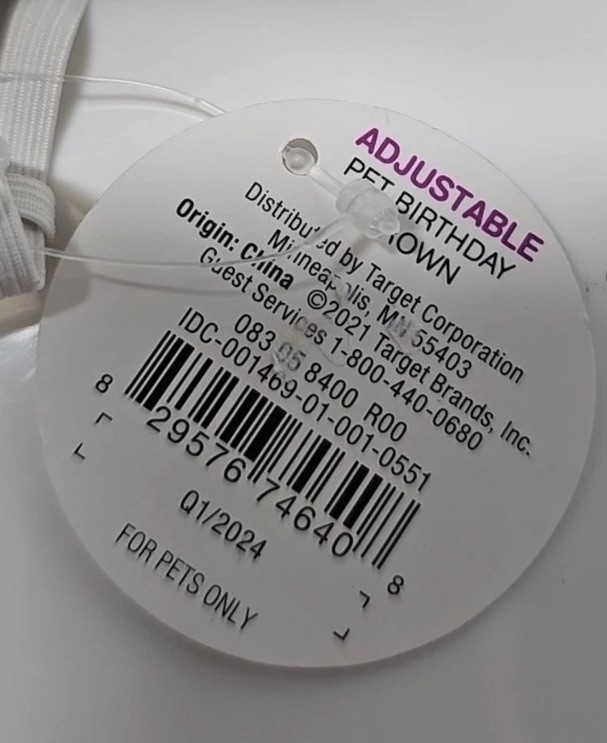 ADJUSTABLE
PET BIRTHDAY
Distributed by Target Corporation
Minneapolis, MN 55403
Origin: China ©2021 Target Brands, Inc.
Guest Services 1-800-440-0680
083 05 8400 R00
IDC-001469-01-001-0551
8 29576 74640 8
Q1/2024
FOR PETS ONLY